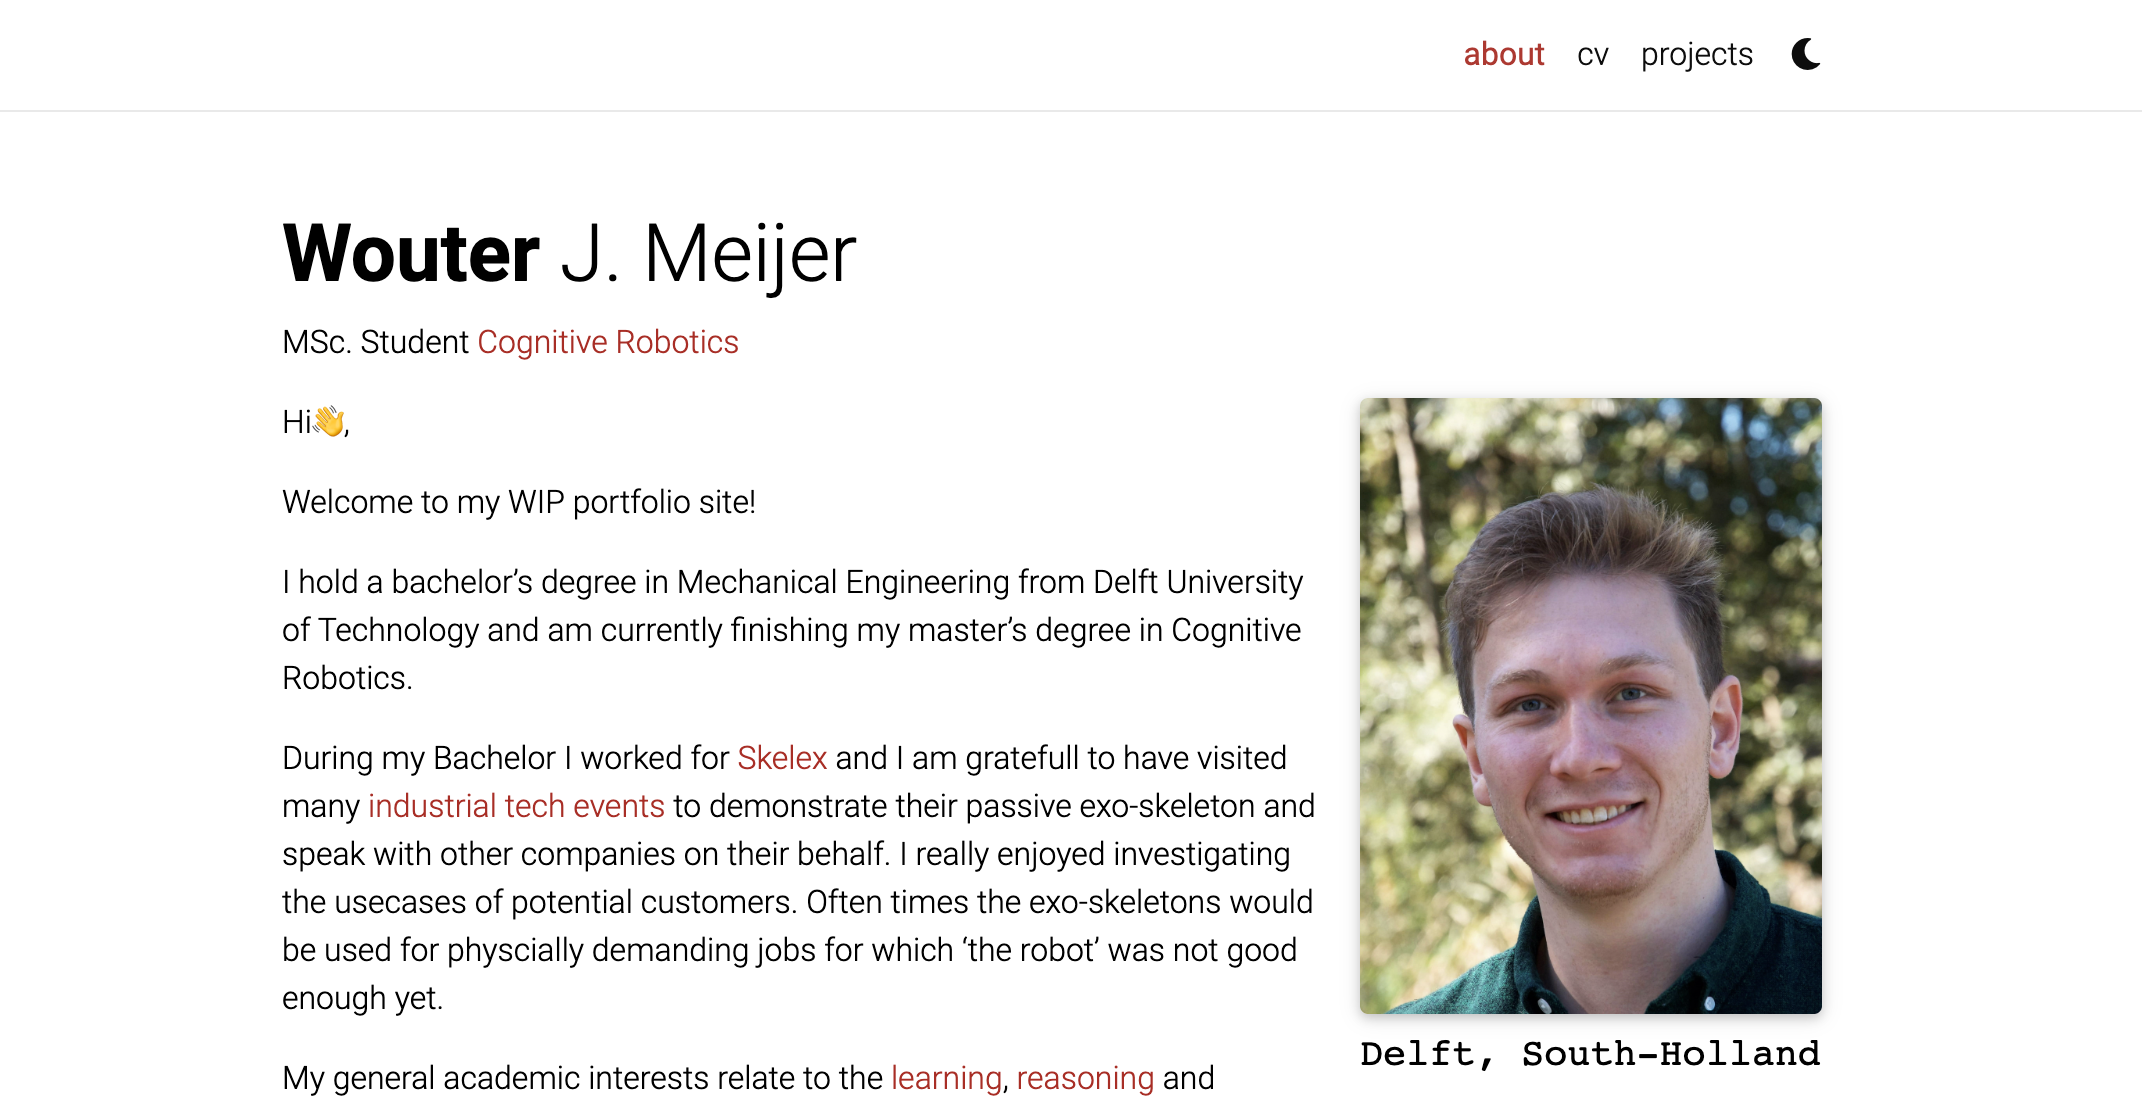 about cv projects
Wouter J. Meijer
MSc. Student Cognitive Robotics
Hi👋,
Welcome to my WIP portfolio site!
I hold a bachelor’s degree in Mechanical Engineering from Delft University
of Technology and am currently finishing my master’s degree in Cognitive
Robotics.
During my Bachelor I worked for Skelex and I am gratefull to have visited
many industrial tech events to demonstrate their passive exo-skeleton and
speak with other companies on their behalf. I really enjoyed investigating
the usecases of potential customers. Often times the exo-skeletons would
be used for physcially demanding jobs for which ‘the robot’ was not good
enough yet.
My general academic interests relate to the learning, reasoning and
Delft, South-Holland